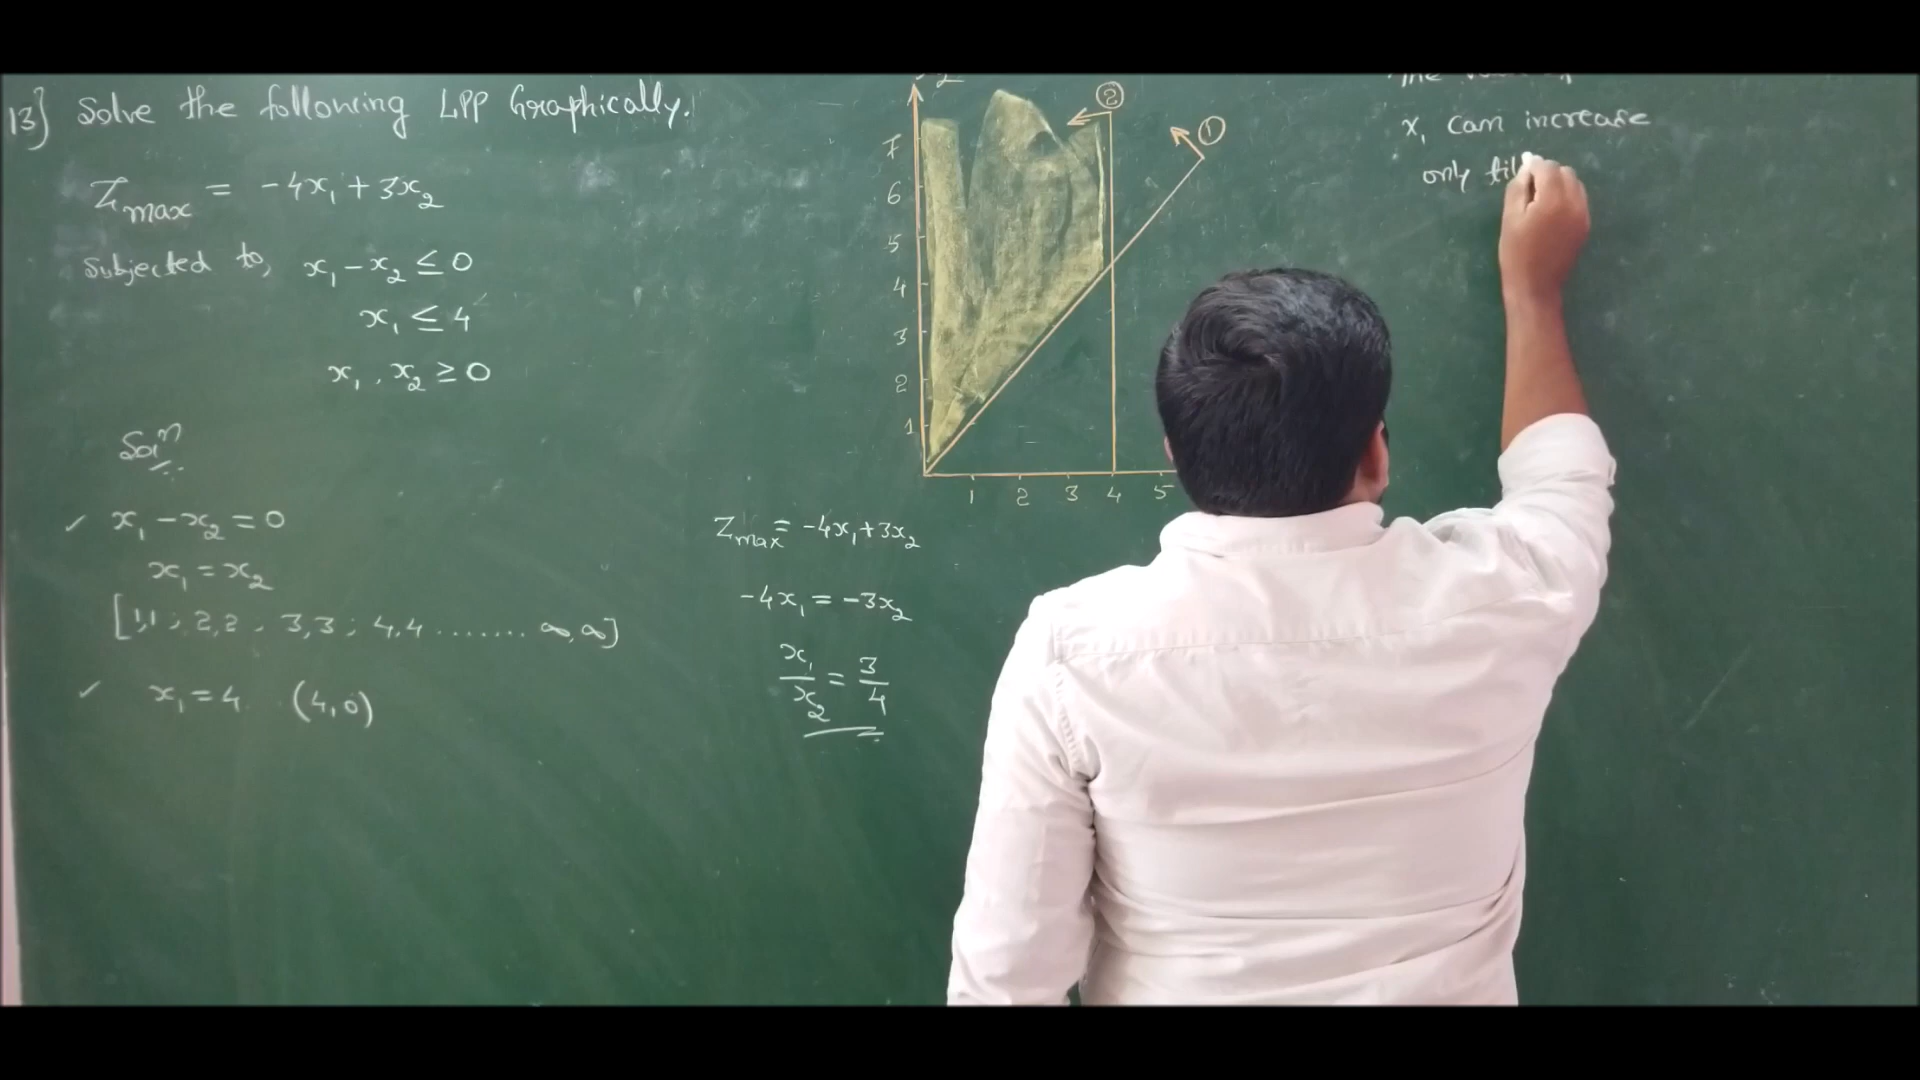 13] Solve the following LPP Graphically.
Zmax = -4x₁ + 3x₂
Subjected to, x₁ - x₂ ≤ 0
x₁ ≤ 4
x₁, x₂ ≥ 0
Solⁿ
✓ x₁ - x₂ = 0
x₁ = x₂
[1,1 ; 2,2 ; 3,3 ; 4,4 ....... ∞,∞]
✓ x₁ = 4 (4,0)
7
6
5
4
3
2
1
1 2 3 4 5
②
①
Zmax = -4x₁ + 3x₂
-4x₁ = -3x₂
x₁/x₂ = 3/4
The
x₁ can increase
only